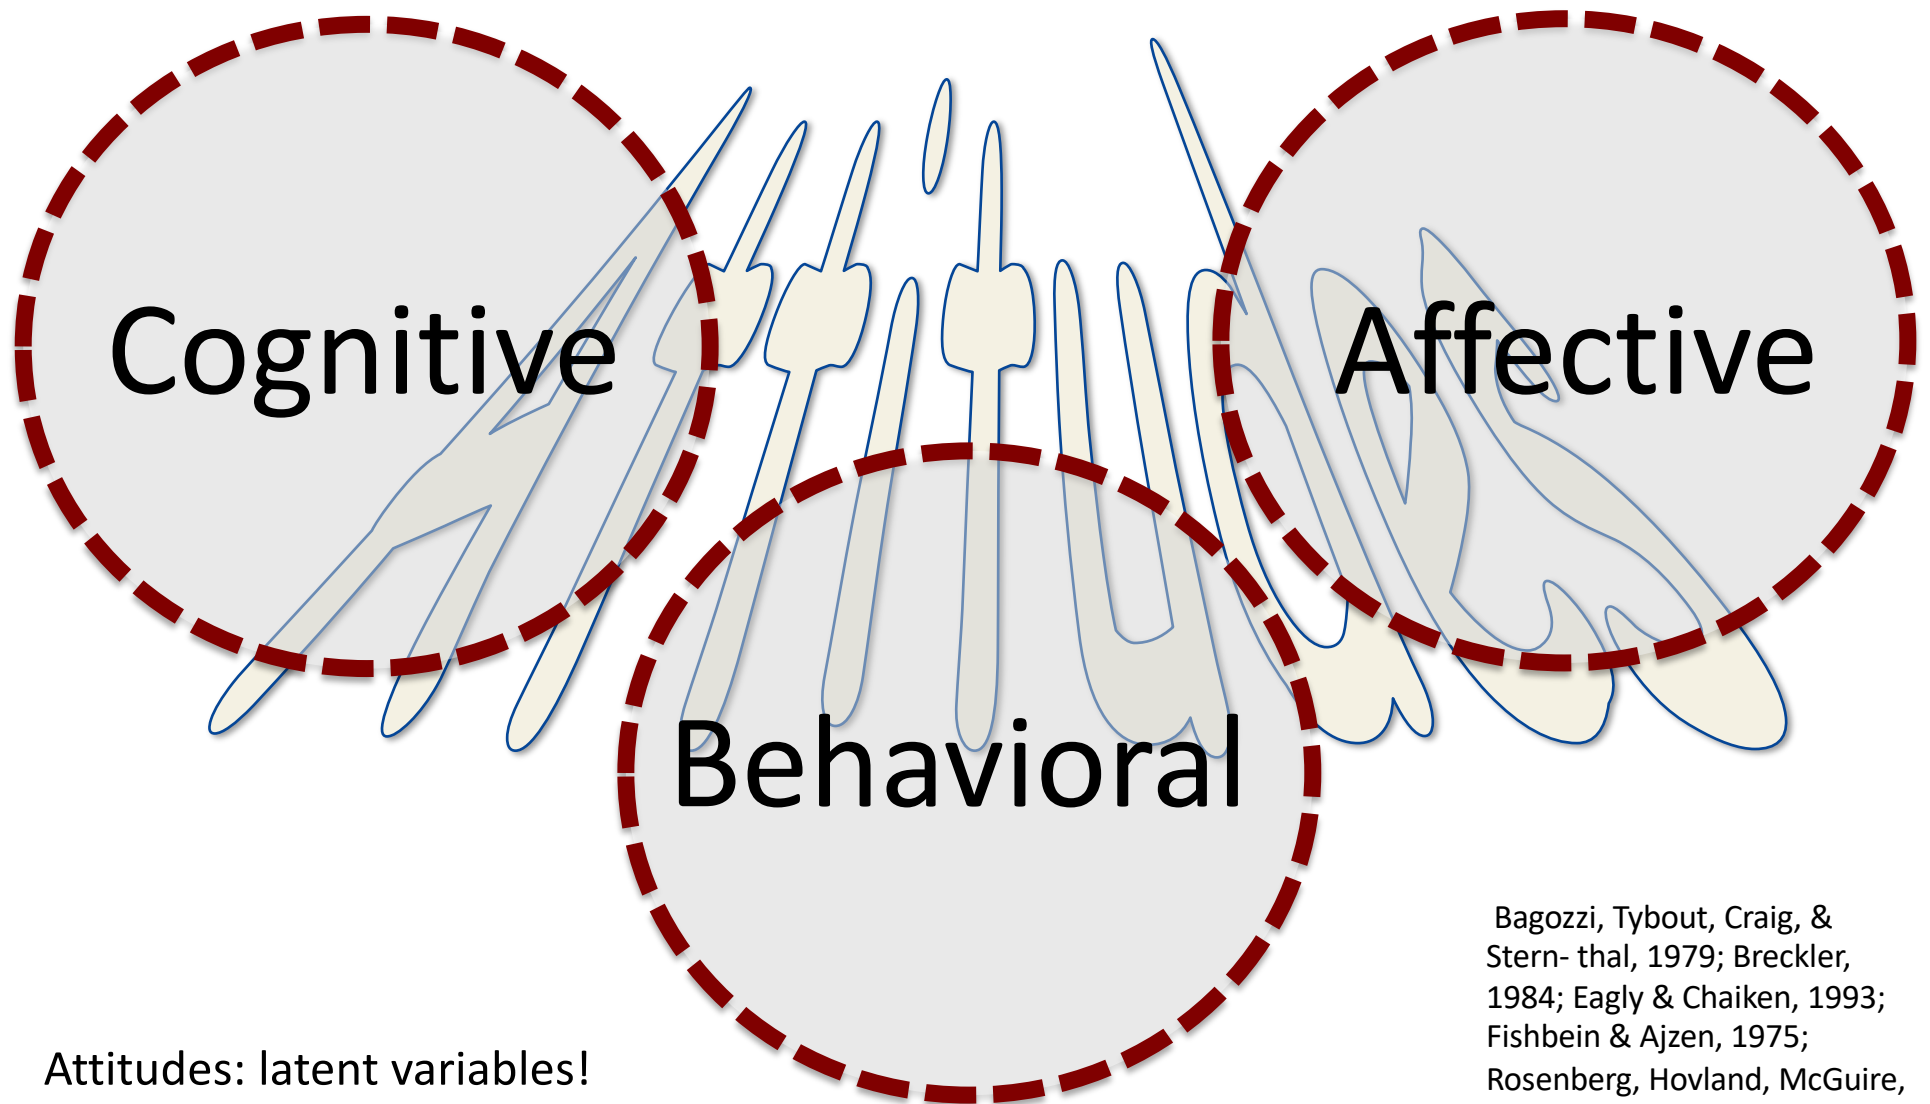 ATTITUDES
Cognitive
Affective
Behavioral
Attitudes: latent variables!
Bagozzi, Tybout, Craig, &
Stern- thal, 1979; Breckler,
1984; Eagly & Chaiken, 1993;
Fishbein & Ajzen, 1975;
Rosenberg, Hovland, McGuire,